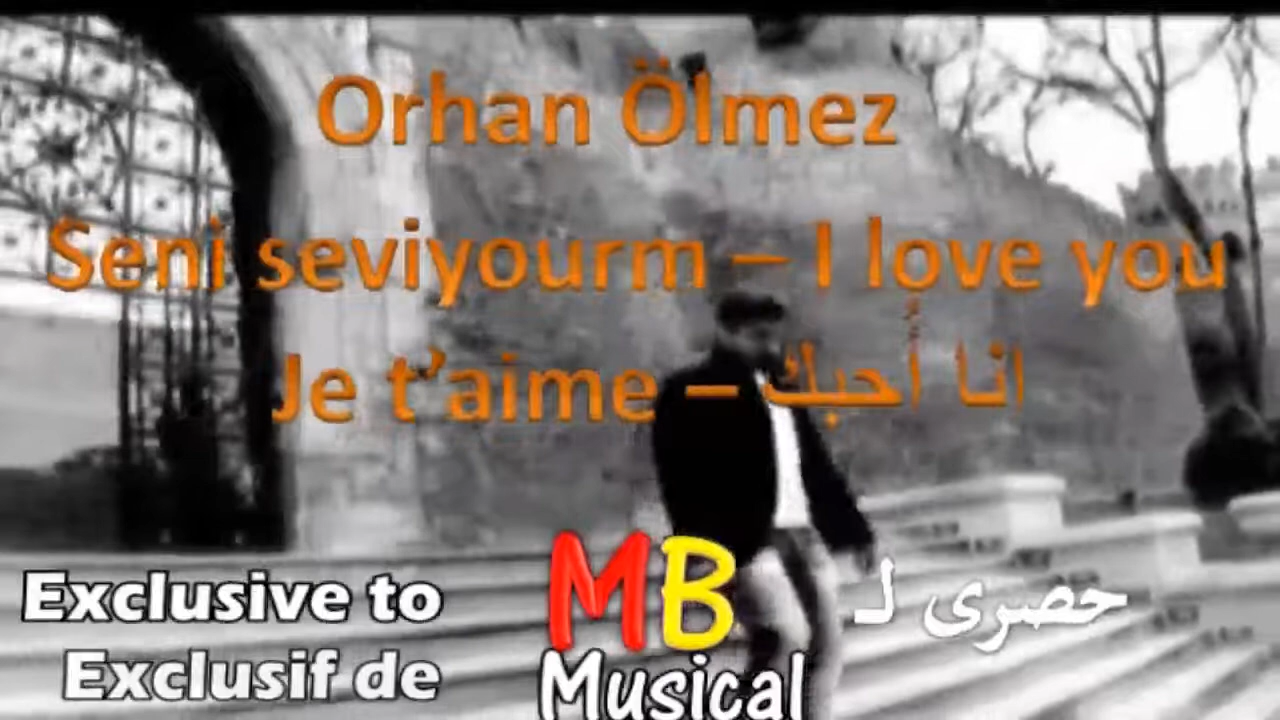 Orhan Ölmez
Seni seviyourm – I love you
Je t'aime – انا أحبك
Exclusive to
Exclusif de
MB
Musical
حصرى لـ